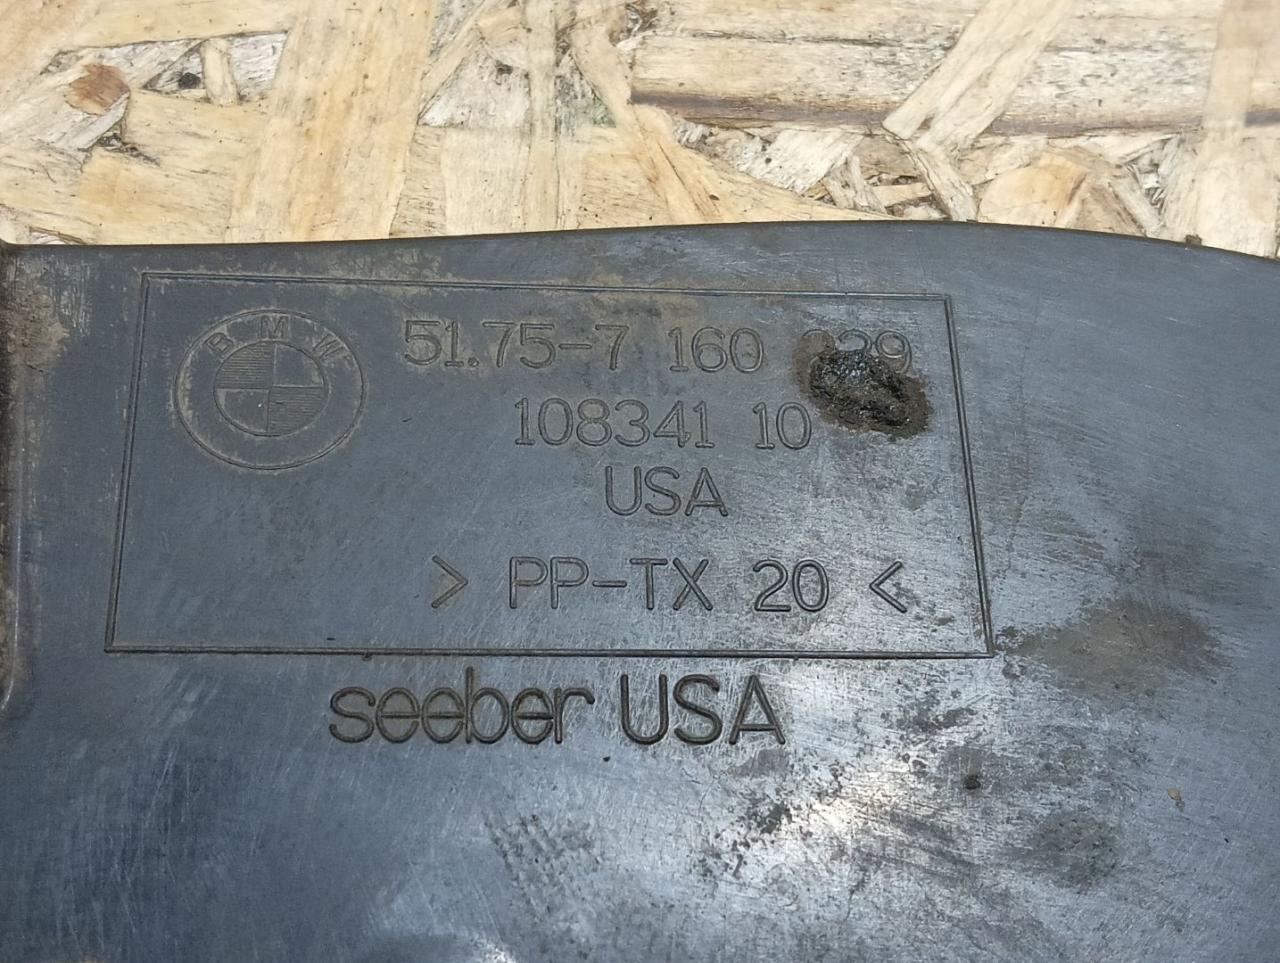 BMW
51.75-7 160
108341 10
USA
> PP-TX 20 <
seeber USA